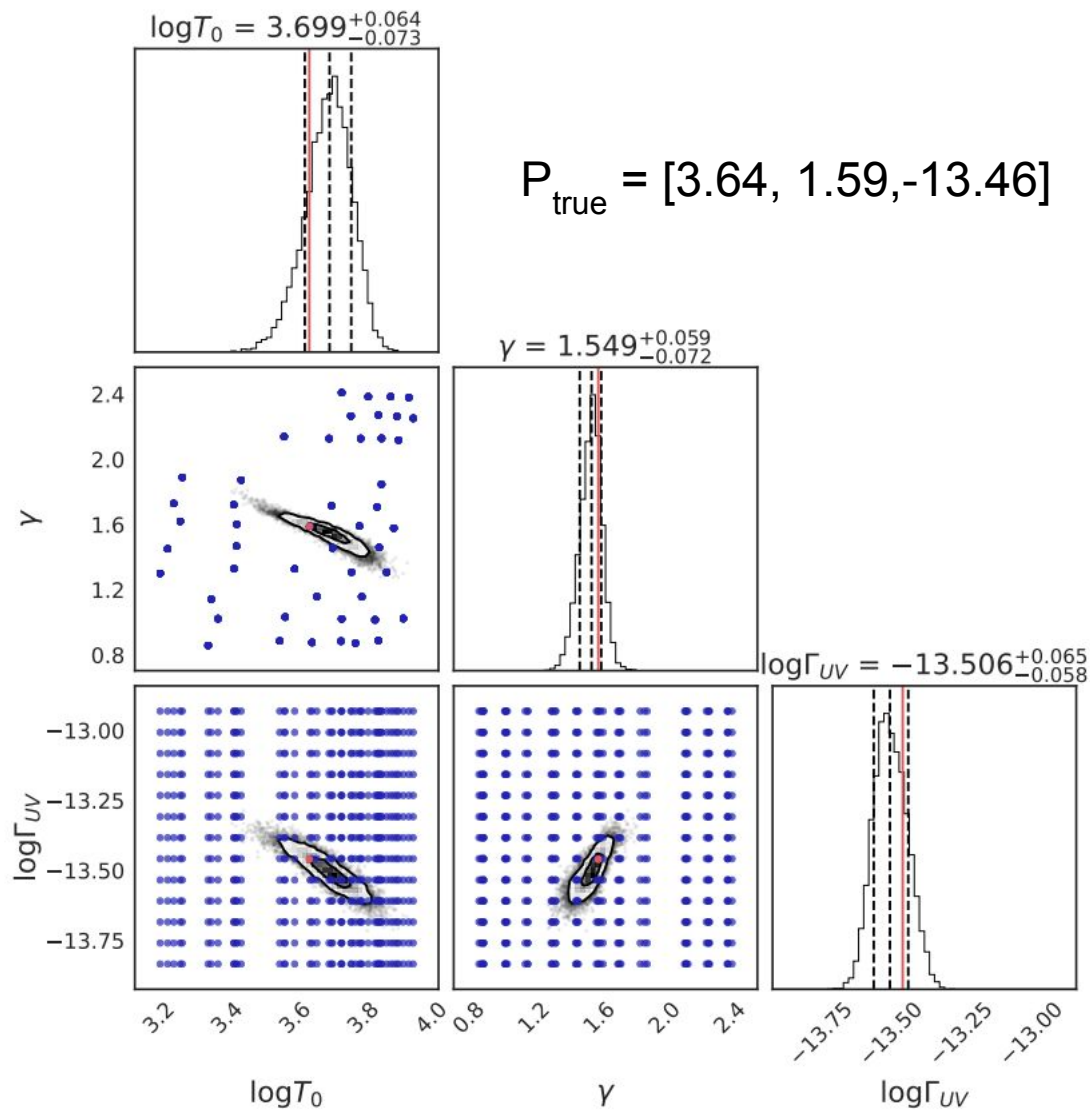 logT₀ = 3.699⁺⁰·⁰⁶⁴₋₀.₀₇₃
P_true = [3.64, 1.59,-13.46]
γ = 1.549⁺⁰·⁰⁵⁹₋₀.₀₇₂
2.4
2.0
1.6
1.2
0.8
γ
logΓ_UV = −13.506⁺⁰·⁰⁶⁵₋₀.₀₅₈
−13.00
−13.25
−13.50
−13.75
logΓ_UV
3.2 3.6 3.8 4.0 0.8 1.2 1.6 2.0 2.4 −13.75 −13.50 −13.25 −13.00
logT₀ γ logΓ_UV